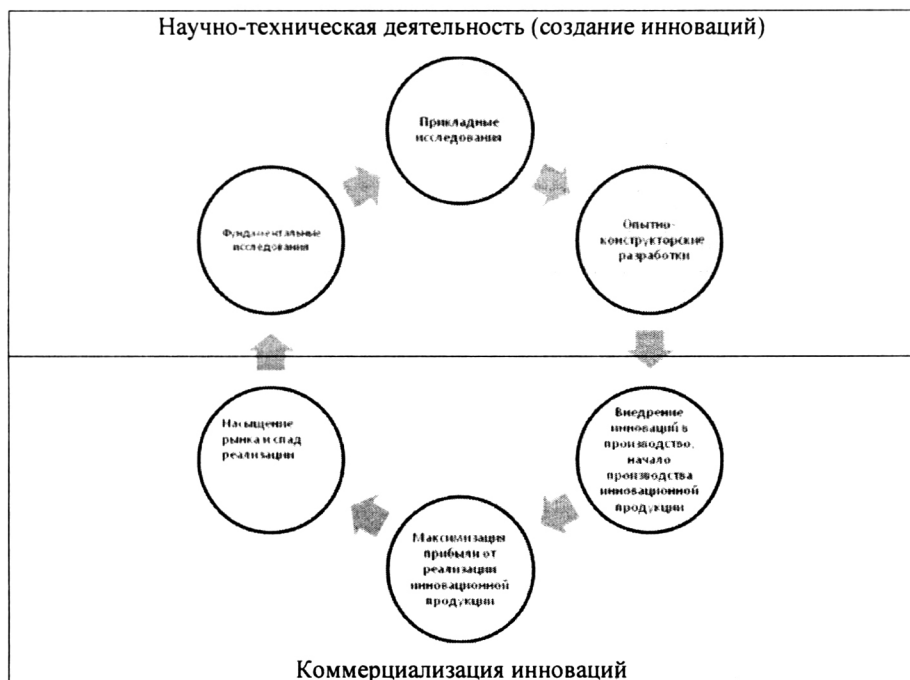 Научно-техническая деятельность (создание инноваций)
Прикладные
исследования
Фундаментальные
исследования
Опытно-
конструкторские
разработки
Насыщение
рынка и спад
реализации
Внедрение
инноваций в
производство,
начало
производства
инновационной
продукции
Максимизация
прибыли от
реализации
инновационной
продукции
Коммерциализация инноваций